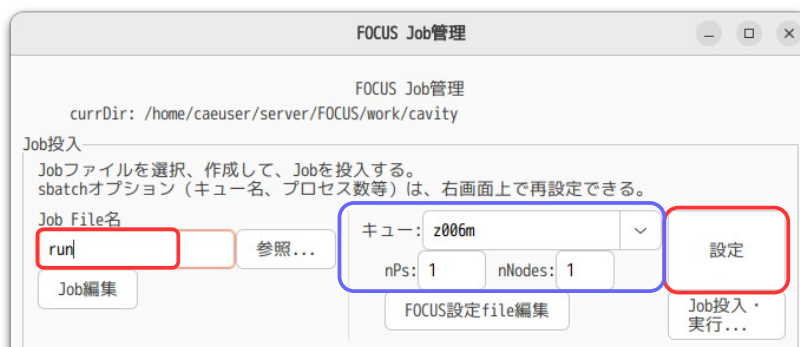 FOCUS Job管理
FOCUS Job管理
currDir: /home/caeuser/server/FOCUS/work/cavity
Job投入
Jobファイルを選択、作成して、Jobを投入する。
sbatchオプション（キュー名、プロセス数等）は、右画面上で再設定できる。
Job File名
run
参照...
Job編集
キュー: z006m
nPs: 1 nNodes: 1
FOCUS設定file編集
設定
Job投入・
実行...